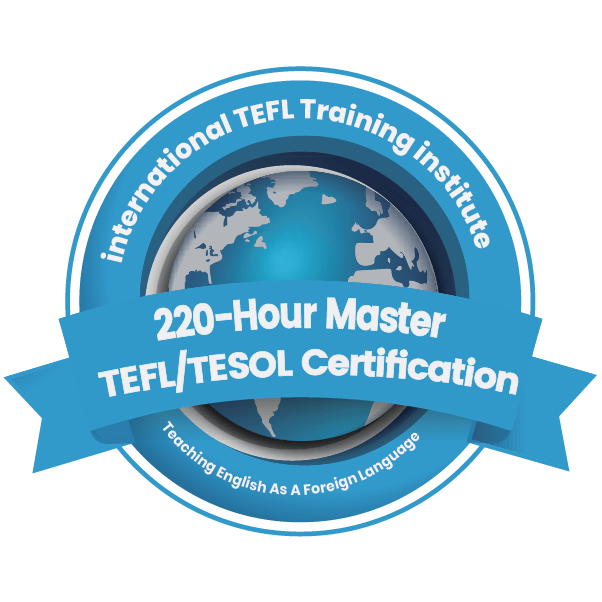 international TEFL Training institute
220-Hour Master
TEFL/TESOL Certification
Teaching English As A Foreign Language